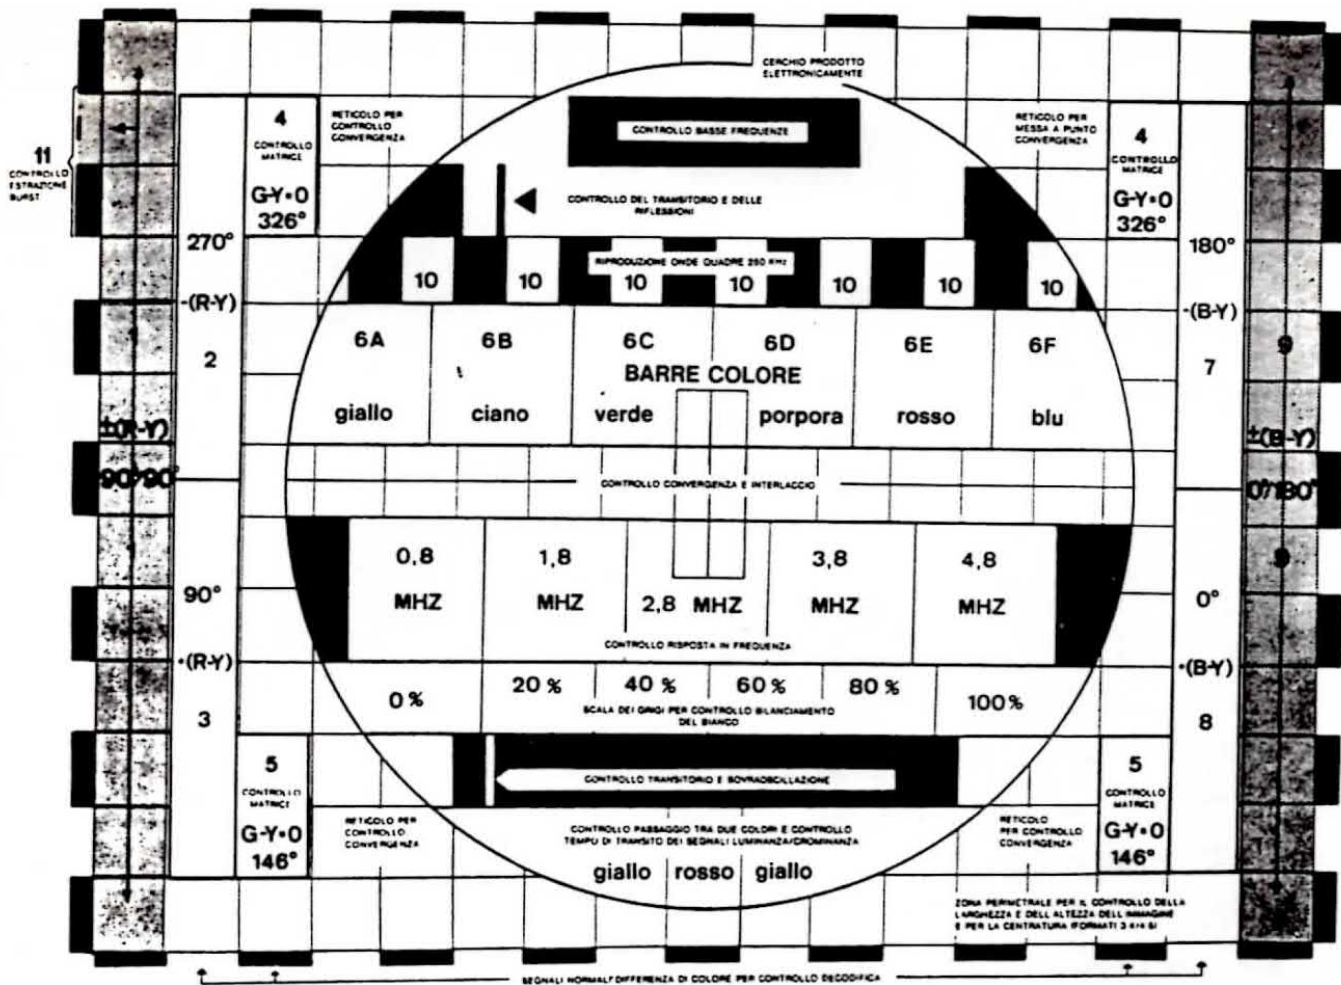 CERCHIO PRODOTTO
ELETTRONICAMENTE
11
CONTROLLO
ESTRAZIONE
BURST
4
CONTROLLO
MATRICE
G-Y=0
326°
RETICOLO PER
CONTROLLO
CONVERGENZA
CONTROLLO BASSE FREQUENZE
RETICOLO PER
MESSA A PUNTO
CONVERGENZA
4
CONTROLLO
MATRICE
G-Y=0
326°
CONTROLLO DEL TRANSITORIO E DELLE
RIFLESSIONI
270°
-(R-Y)
2
RIPRODUZIONE ONDE QUADRE 250 KHz
10 10 10 10 10 10 10
180°
-(B-Y)
7
6A 6B 6C 6D 6E 6F
BARRE COLORE
giallo ciano verde porpora rosso blu
9
±(R-Y)
90°/90°
±(B-Y)
0°/180°
9
CONTROLLO CONVERGENZA E INTERLACCIO
0,8 1,8 3,8 4,8
MHZ MHZ 2,8 MHZ MHZ MHZ
CONTROLLO RISPOSTA IN FREQUENZA
90°
+(R-Y)
3
0°
+(B-Y)
8
0% 20% 40% 60% 80% 100%
SCALA DEI GRIGI PER CONTROLLO BILANCIAMENTO
DEL BIANCO
5
CONTROLLO
MATRICE
G-Y=0
146°
CONTROLLO TRANSITORIO E SOVRAOSCILLAZIONE
5
CONTROLLO
MATRICE
G-Y=0
146°
RETICOLO PER
CONTROLLO
CONVERGENZA
CONTROLLO PASSAGGIO TRA DUE COLORI E CONTROLLO
TEMPO DI TRANSITO DEI SEGNALI LUMINANZA/CROMINANZA
giallo rosso giallo
RETICOLO
PER CONTROLLO
CONVERGENZA
ZONA PERIMETRALE PER IL CONTROLLO DELLA
LARGHEZZA E DELL'ALTEZZA DELL'IMMAGINE
E PER LA CENTRATURA (FORMATI
SEGNALI NORMALI DIFFERENZA DI COLORE PER CONTROLLO DECODIFICA